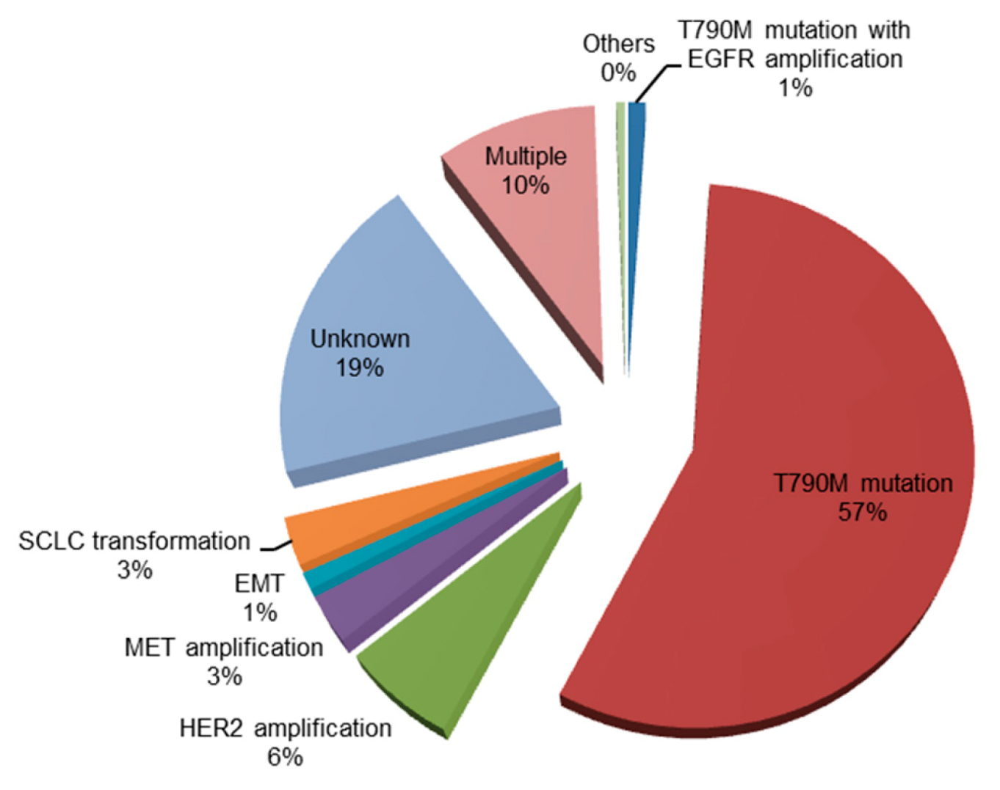 Others
0%
T790M mutation with
EGFR amplification
1%
Multiple
10%
Unknown
19%
T790M mutation
57%
SCLC transformation
3%
EMT
1%
MET amplification
3%
HER2 amplification
6%